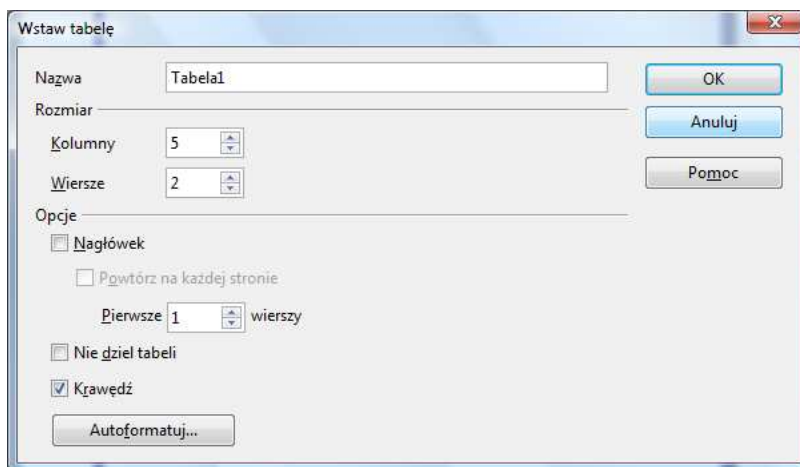 Wstaw tabelę
Nazwa Tabela1 OK
Rozmiar Anuluj
Kolumny 5
Wiersze 2 Pomoc
Opcje
Nagłówek
Powtórz na każdej stronie
Pierwsze 1 wierszy
Nie dziel tabeli
Krawędź
Autoformatuj...